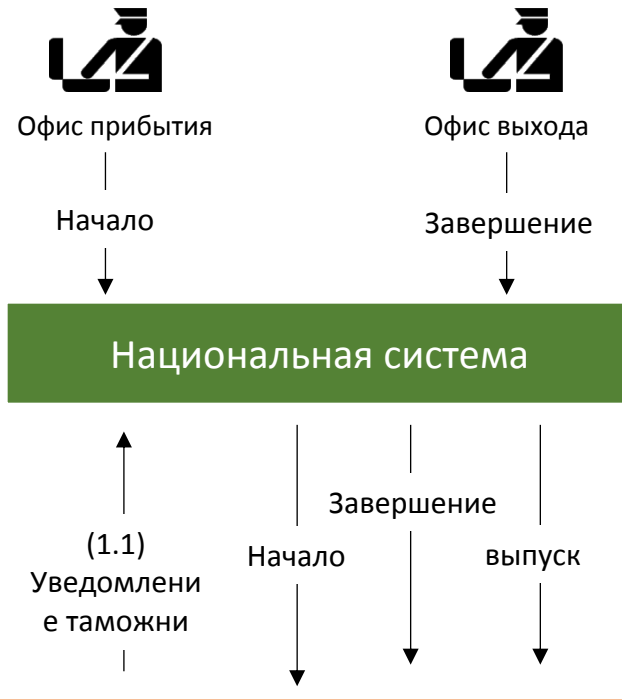 Офис прибытия
Офис выхода
Начало
Завершение
Национальная система
(1.1)
Уведомлени
е таможни
Начало
Завершение
выпуск